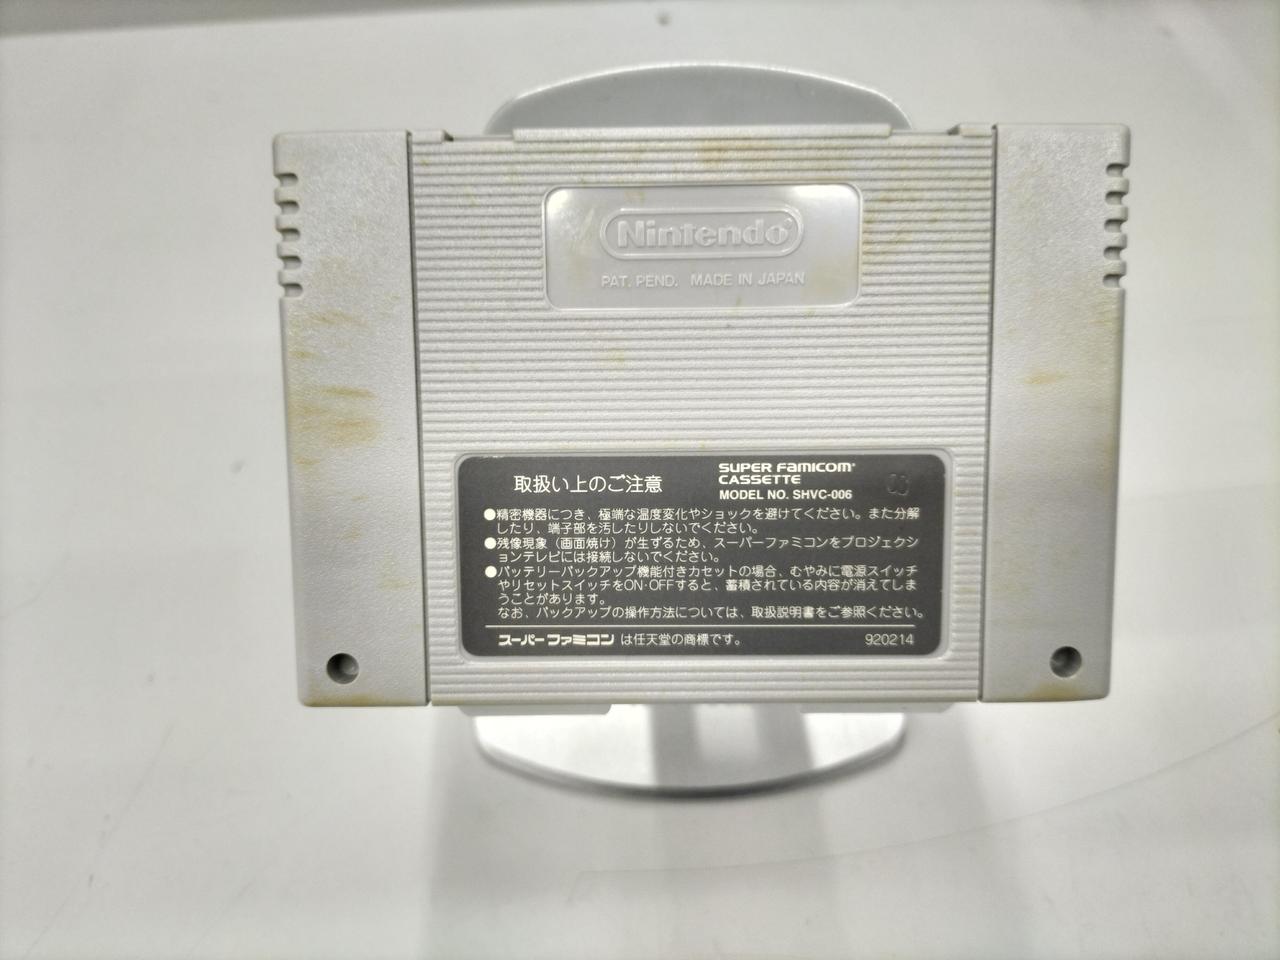 Nintendo
PAT. PEND. MADE IN JAPAN
取扱い上のご注意
SUPER FAMICOM
CASSETTE
MODEL NO. SHVC-006
●精密機器につき、極端な温度変化やショックを避けてください。また分解
したり、端子部を汚したりしないでください。
●残像現象（画面焼け）が生ずるため、スーパーファミコンをプロジェクシ
ョンテレビには接続しないでください。
●バッテリーバックアップ機能付きカセットの場合、むやみに電源スイッチ
やリセットスイッチをON·OFFすると、蓄積されている内容が消えてしま
うことがあります。
なお、バックアップの操作方法については、取扱説明書をご参照ください。
スーパーファミコン は任天堂の商標です。
920214